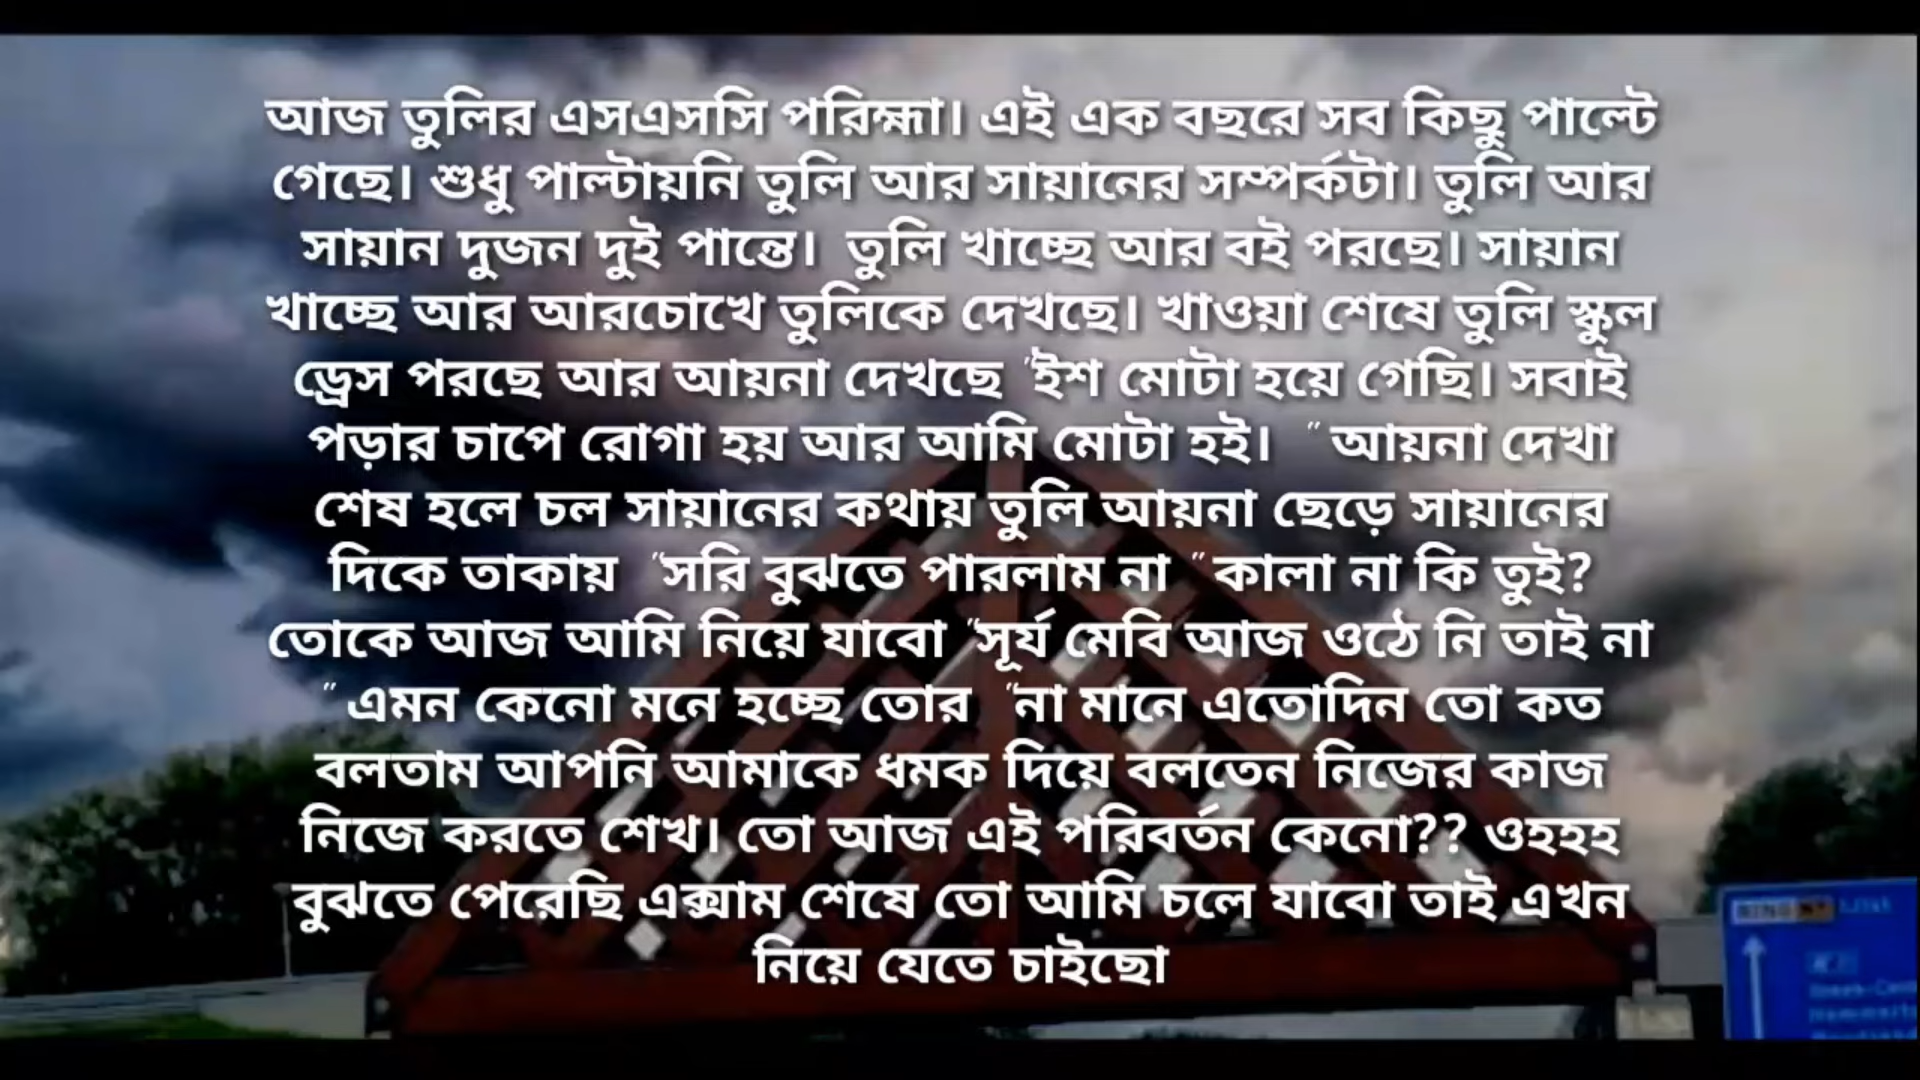 আজ তুলির এসএসসি পরিহ্মা। এই এক বছরে সব কিছু পাল্টে
গেছে। শুধু পাল্টায়নি তুলি আর সায়ানের সম্পর্কটা। তুলি আর
সায়ান দুজন দুই পান্তে। তুলি খাচ্ছে আর বই পরছে। সায়ান
খাচ্ছে আর আরচোখে তুলিকে দেখছে। খাওয়া শেষে তুলি স্কুল
ড্রেস পরছে আর আয়না দেখছে "ইশ মোটা হয়ে গেছি। সবাই
পড়ার চাপে রোগা হয় আর আমি মোটা হই। " আয়না দেখা
শেষ হলে চল সায়ানের কথায় তুলি আয়না ছেড়ে সায়ানের
দিকে তাকায় "সরি বুঝতে পারলাম না " কালা না কি তুই?
তোকে আজ আমি নিয়ে যাবো "সূর্য মেবি আজ ওঠে নি তাই না
" এমন কেনো মনে হচ্ছে তোর "না মানে এতোদিন তো কত
বলতাম আপনি আমাকে ধমক দিয়ে বলতেন নিজের কাজ
নিজে করতে শেখ। তো আজ এই পরিবর্তন কেনো?? ওহহহ
বুঝতে পেরেছি এক্সাম শেষে তো আমি চলে যাবো তাই এখন
নিয়ে যেতে চাইছো